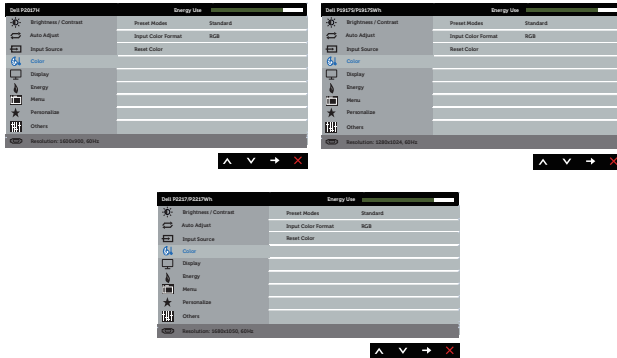 Dell P2017H Energy Use
Brightness / Contrast Preset Modes Standard
Auto Adjust Input Color Format RGB
Input Source Reset Color
Color
Display
Energy
Menu
Personalize
Others
Resolution: 1600x900, 60Hz
Dell P1917S/P1917SWh Energy Use
Brightness / Contrast Preset Modes Standard
Auto Adjust Input Color Format RGB
Input Source Reset Color
Color
Display
Energy
Menu
Personalize
Others
Resolution: 1280x1024, 60Hz
Dell P2217/P2217Wh Energy Use
Brightness / Contrast Preset Modes Standard
Auto Adjust Input Color Format RGB
Input Source Reset Color
Color
Display
Energy
Menu
Personalize
Others
Resolution: 1680x1050, 60Hz